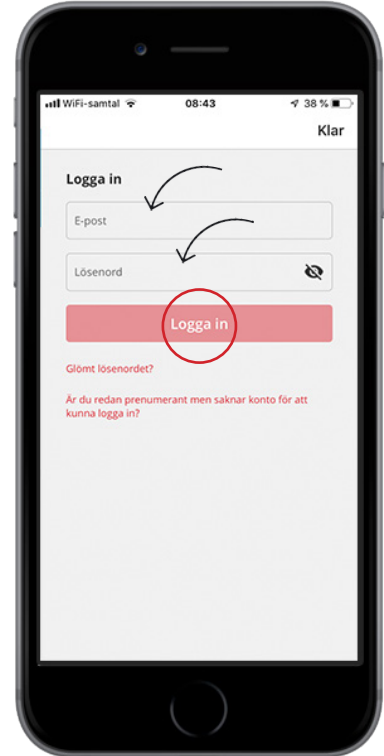 WiFi-samtal 08:43 38 %
Klar
Logga in
E-post
Lösenord
Logga in
Glömt lösenordet?
Är du redan prenumerant men saknar konto för att
kunna logga in?